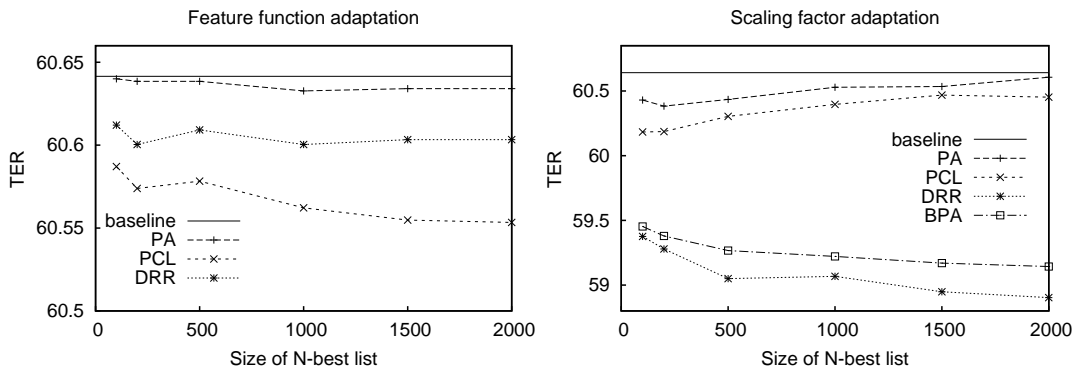 Feature function adaptation
60.65
60.6
60.55
60.5
TER
baseline
PA
PCL
DRR
0 500 1000 1500 2000
Size of N-best list
Scaling factor adaptation
60.5
60
59.5
59
TER
baseline
PA
PCL
DRR
BPA
0 500 1000 1500 2000
Size of N-best list